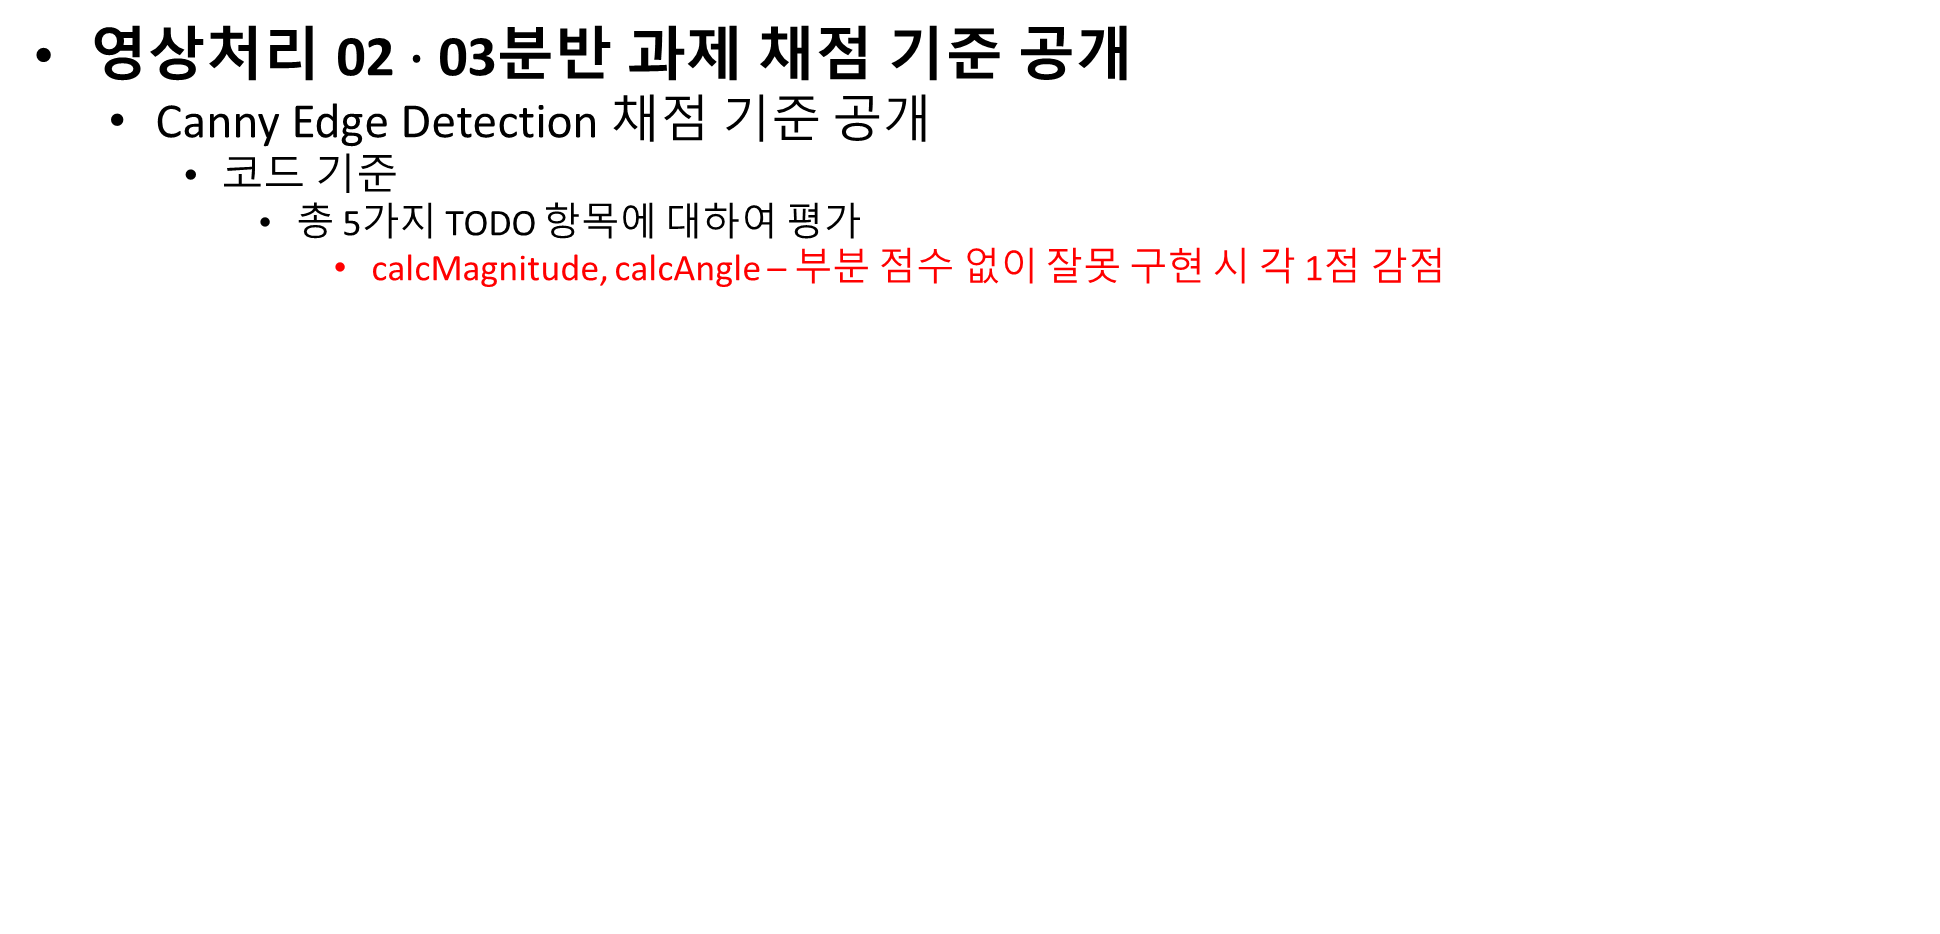 • 영상처리 02 · 03분반 과제 채점 기준 공개
• Canny Edge Detection 채점 기준 공개
• 코드 기준
• 총 5가지 TODO 항목에 대하여 평가
• calcMagnitude, calcAngle – 부분 점수 없이 잘못 구현 시 각 1점 감점